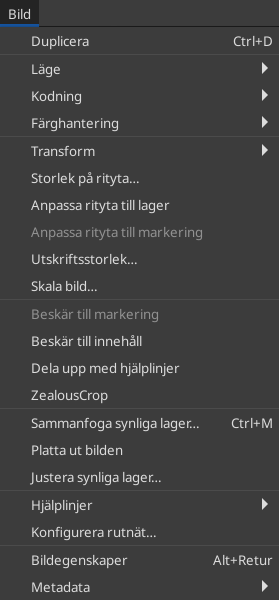 Bild
Duplicera Ctrl+D
Läge
Kodning
Färghantering
Transform
Storlek på rityta...
Anpassa rityta till lager
Anpassa rityta till markering
Utskriftsstorlek...
Skala bild...
Beskär till markering
Beskär till innehåll
Dela upp med hjälplinjer
ZealousCrop
Sammanfoga synliga lager... Ctrl+M
Platta ut bilden
Justera synliga lager...
Hjälplinjer
Konfigurera rutnät...
Bildegenskaper Alt+Retur
Metadata